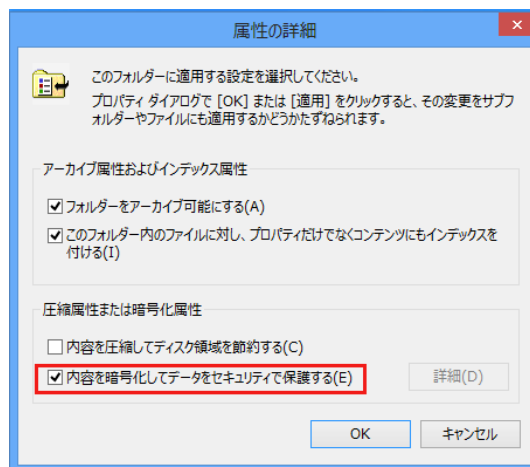 属性の詳細
このフォルダーに適用する設定を選択してください。
プロパティ ダイアログで [OK] または [適用] をクリックすると、その変更をサブフ
ォルダーやファイルにも適用するかどうかたずねられます。
アーカイブ属性およびインデックス属性
フォルダーをアーカイブ可能にする(A)
このフォルダー内のファイルに対し、プロパティだけでなくコンテンツにもインデックスを
付ける(I)
圧縮属性または暗号化属性
内容を圧縮してディスク領域を節約する(C)
内容を暗号化してデータをセキュリティで保護する(E)
詳細(D)
OK
キャンセル